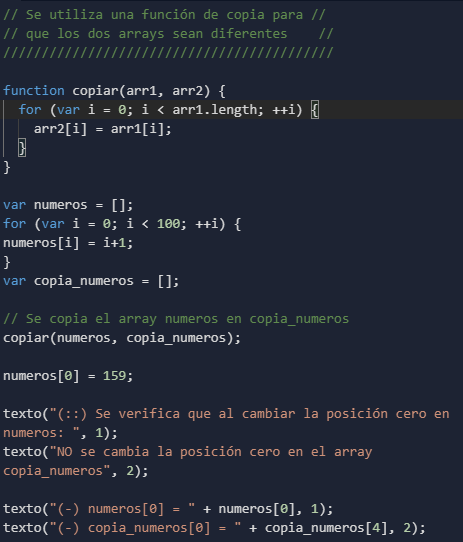 // Se utiliza una función de copia para //
// que los dos arrays sean diferentes    //
///////////////////////////////////////////
function copiar(arr1, arr2) {
  for (var i = 0; i < arr1.length; ++i) {
    arr2[i] = arr1[i];
  }
}
var numeros = [];
for (var i = 0; i < 100; ++i) {
numeros[i] = i+1;
}
var copia_numeros = [];
// Se copia el array numeros en copia_numeros
copiar(numeros, copia_numeros);
numeros[0] = 159;
texto("(::) Se verifica que al cambiar la posición cero en
numeros: ", 1);
texto("NO se cambia la posición cero en el array
copia_numeros", 2);
texto("(-) numeros[0] = " + numeros[0], 1);
texto("(-) copia_numeros[0] = " + copia_numeros[4], 2);